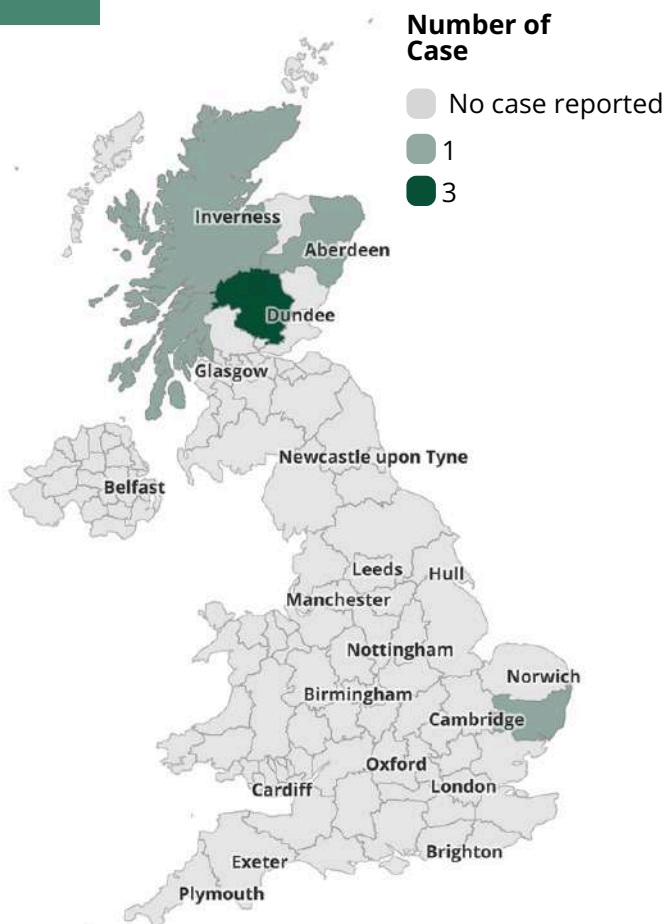 Number of
Case
No case reported
1
3
Inverness
Aberdeen
Dundee
Glasgow
Newcastle upon Tyne
Belfast
Leeds
Hull
Manchester
Nottingham
Norwich
Birmingham
Cambridge
Oxford
London
Cardiff
Brighton
Exeter
Plymouth